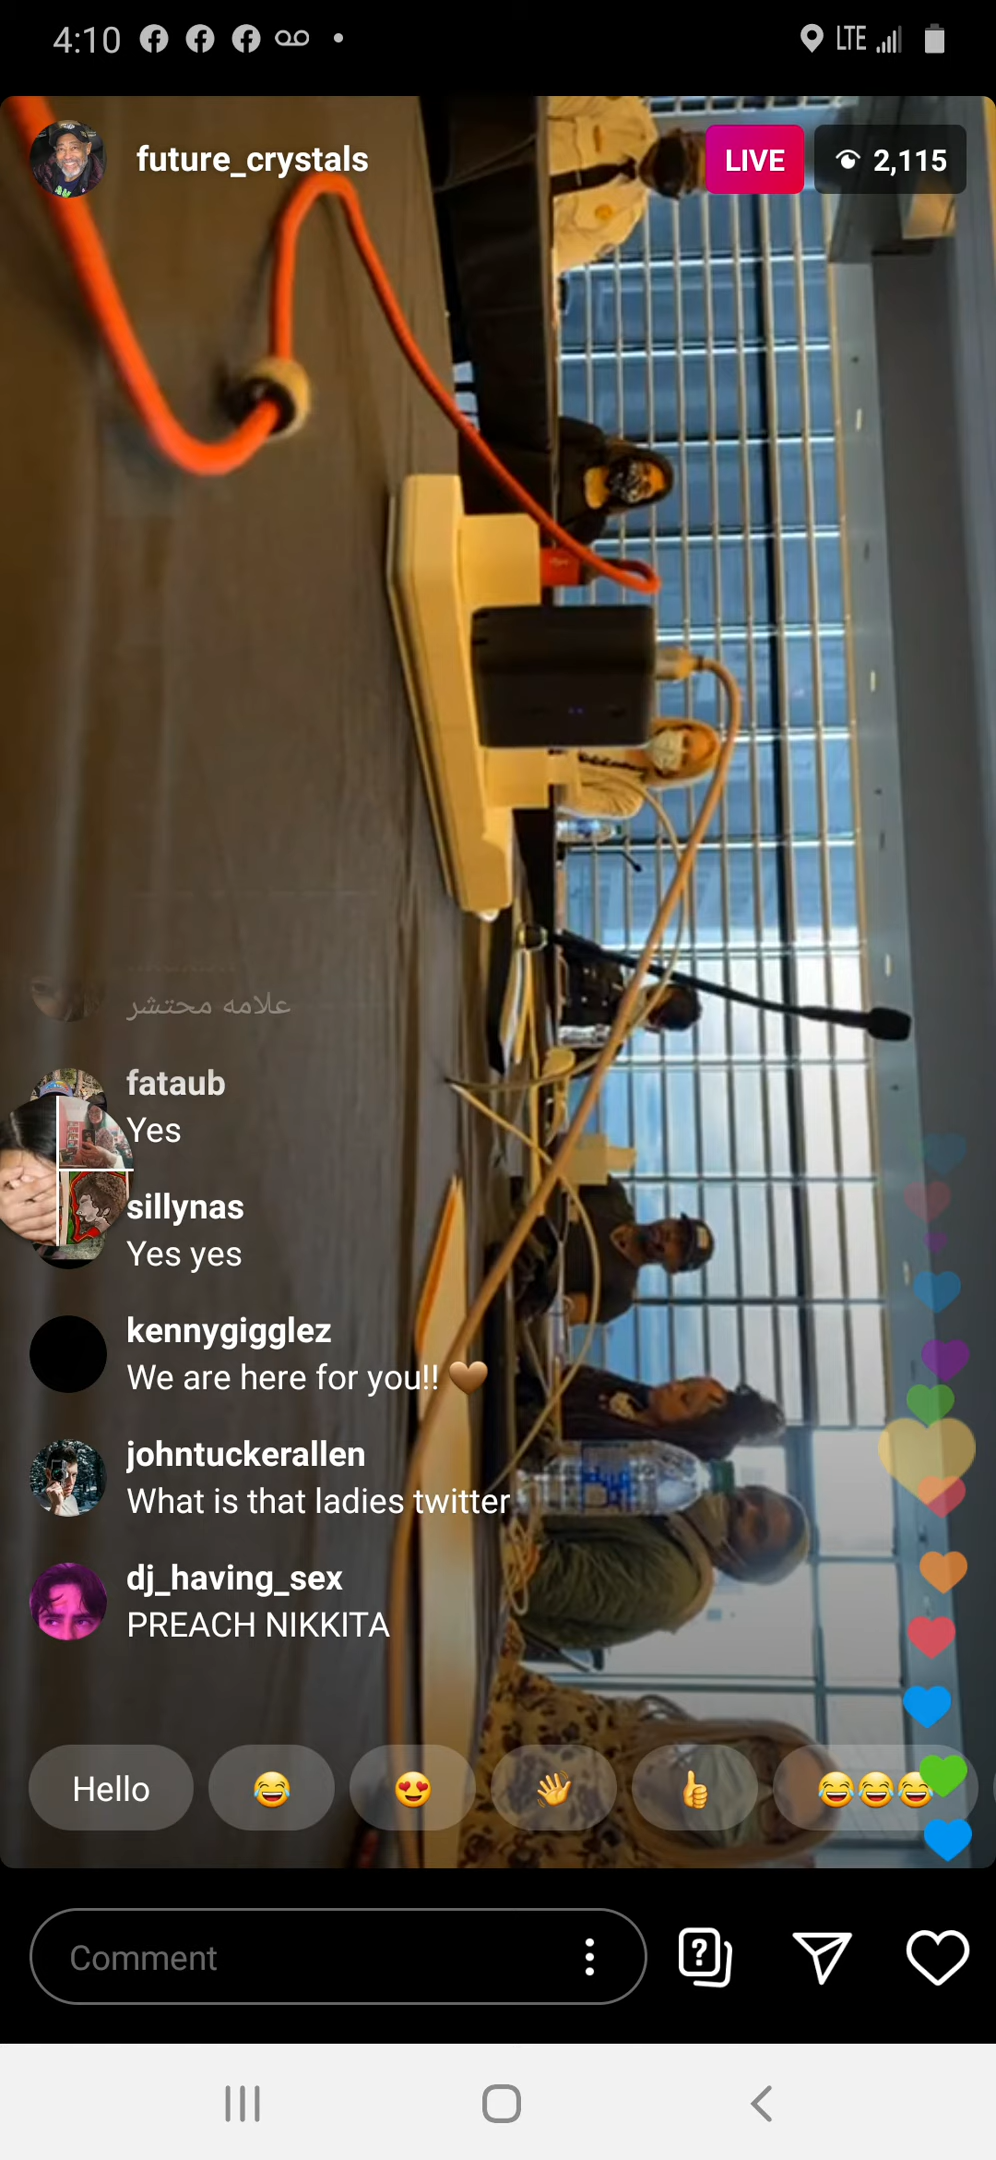 4:10
LTE
future_crystals
LIVE
2,115
علامه محتشر
fataub
Yes
sillynas
Yes yes
kennygigglez
We are here for you!! 🤎
johntuckerallen
What is that ladies twitter
dj_having_sex
PREACH NIKKITA
Hello
😂
😍
👋
👍
😂😂😂
Comment